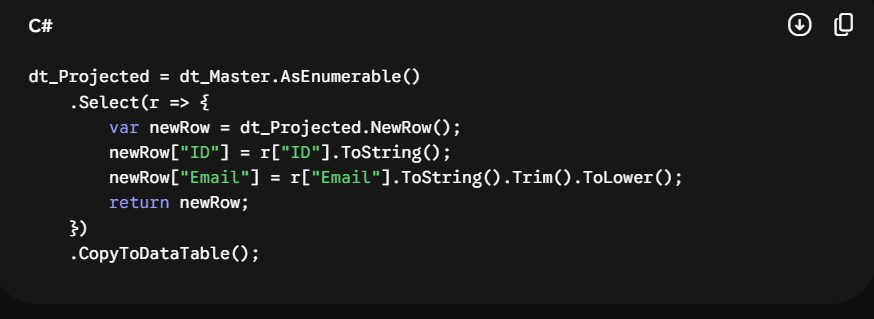 C#
dt_Projected = dt_Master.AsEnumerable()
    .Select(r => {
        var newRow = dt_Projected.NewRow();
        newRow["ID"] = r["ID"].ToString();
        newRow["Email"] = r["Email"].ToString().Trim().ToLower();
        return newRow;
    })
    .CopyToDataTable();